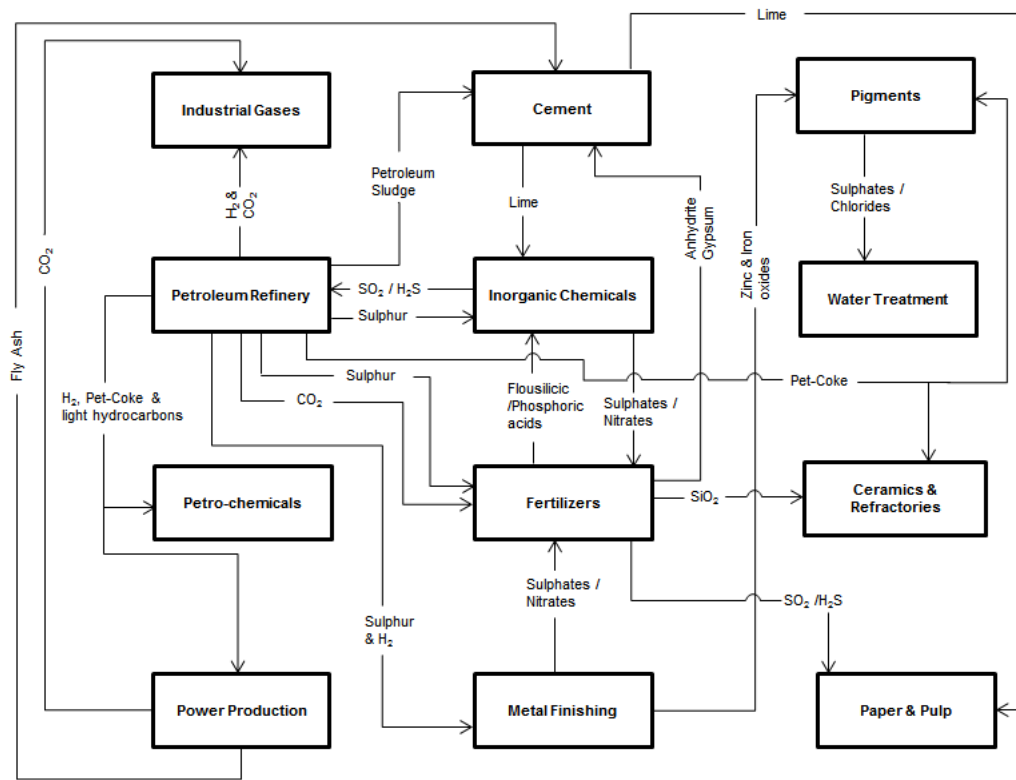 Lime
Industrial Gases
Cement
Pigments
Petroleum
Sludge
H₂ &
CO₂
Lime
Anhydrite
Gypsum
Sulphates /
Chlorides
CO₂
Zinc & Iron
oxides
Petroleum Refinery
SO₂ / H₂S
Sulphur
Inorganic Chemicals
Water Treatment
Fly Ash
Sulphur
CO₂
Flousilicic
/Phosphoric
acids
Sulphates /
Nitrates
Pet-Coke
H₂, Pet-Coke &
light hydrocarbons
Petro-chemicals
Fertilizers
SiO₂
Ceramics &
Refractories
Sulphates /
Nitrates
SO₂ /H₂S
Sulphur
& H₂
Power Production
Metal Finishing
Paper & Pulp